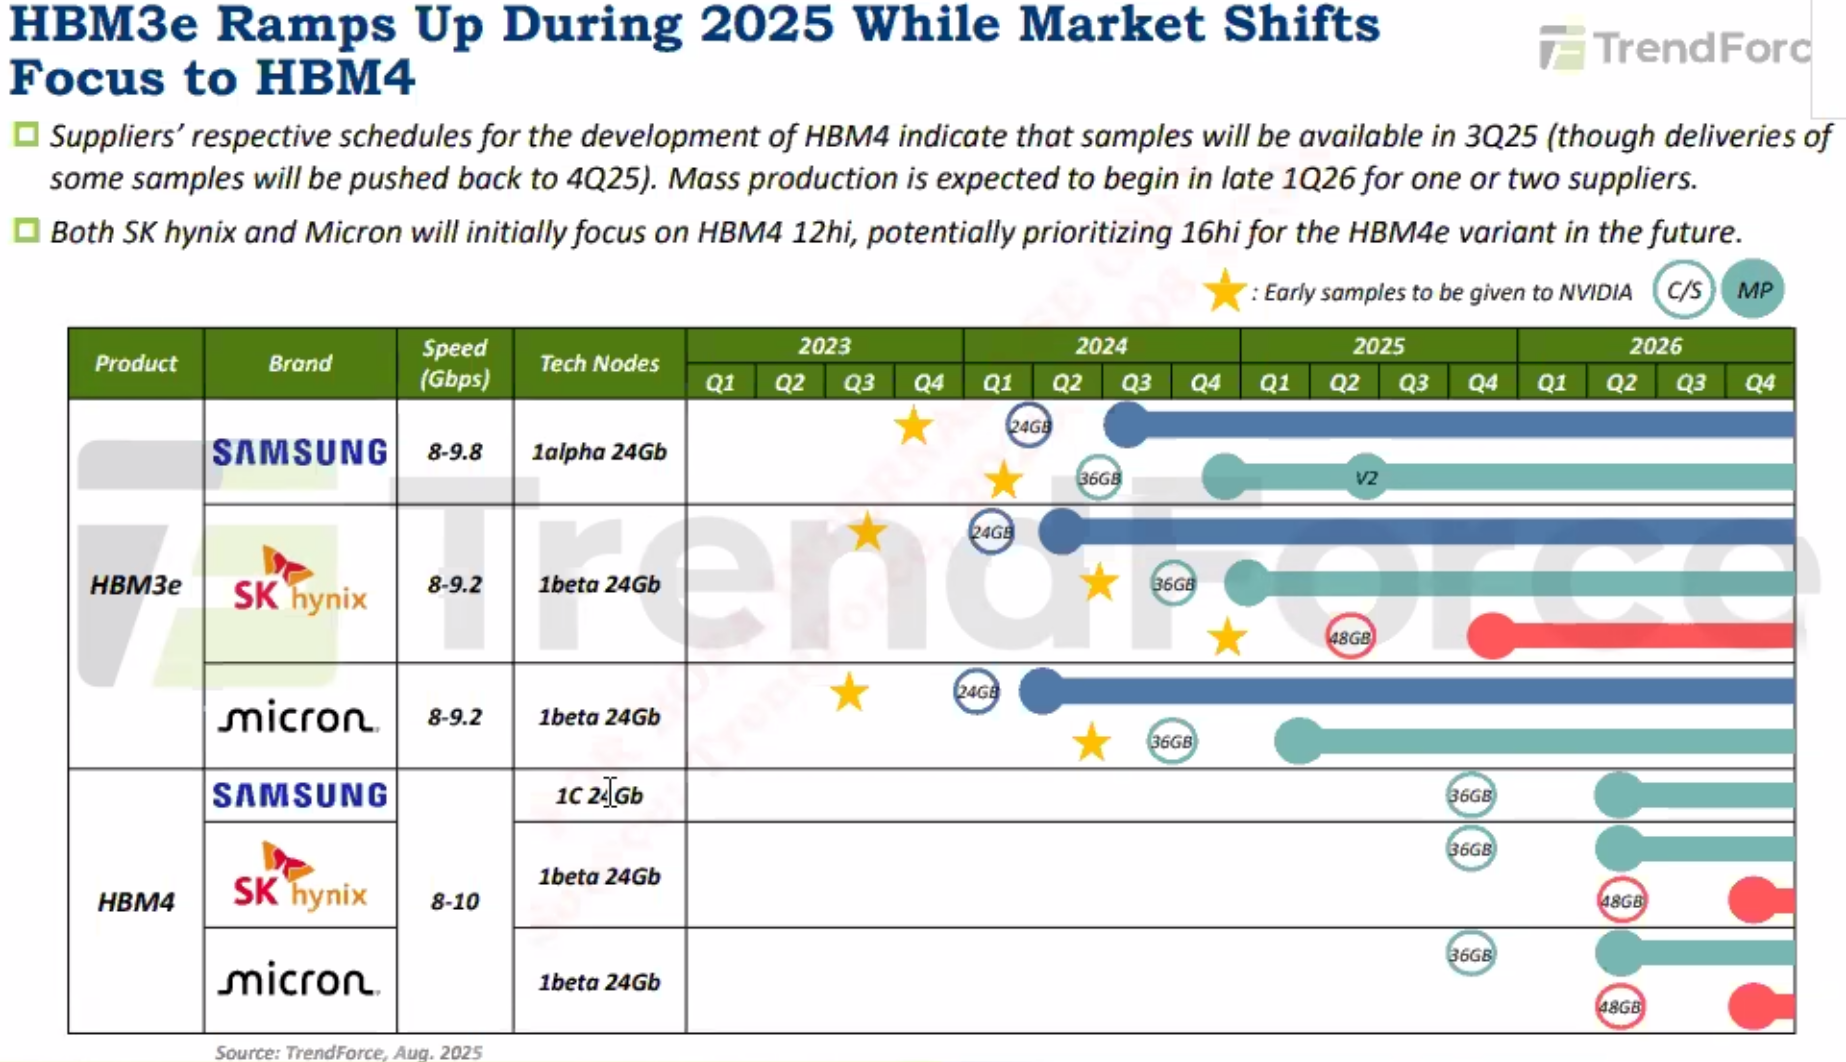 HBM3e Ramps Up During 2025 While Market Shifts
Focus to HBM4
TrendForc
Suppliers' respective schedules for the development of HBM4 indicate that samples will be available in 3Q25 (though deliveries of
some samples will be pushed back to 4Q25). Mass production is expected to begin in late 1Q26 for one or two suppliers.
Both SK hynix and Micron will initially focus on HBM4 12hi, potentially prioritizing 16hi for the HBM4e variant in the future.
: Early samples to be given to NVIDIA C/S MP
Product Brand Speed (Gbps) Tech Nodes 2023 2024 2025 2026
Q1 Q2 Q3 Q4 Q1 Q2 Q3 Q4 Q1 Q2 Q3 Q4 Q1 Q2 Q3 Q4
HBM3e
SAMSUNG 8-9.8 1alpha 24Gb
24GB
36GB V2
SK hynix 8-9.2 1beta 24Gb
24GB
36GB
48GB
micron 8-9.2 1beta 24Gb
24GB
36GB
HBM4 8-10
SAMSUNG 1C 24Gb
36GB
SK hynix 1beta 24Gb
36GB
48GB
micron 1beta 24Gb
36GB
48GB
TrendForce
Source: TrendForce, Aug. 2025